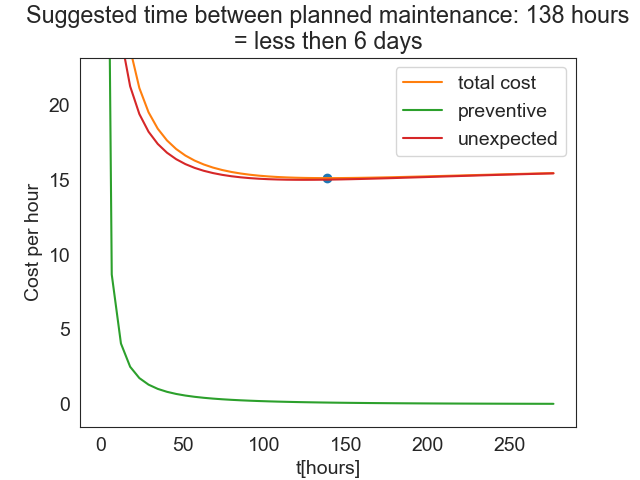 Suggested time between planned maintenance: 138 hours
= less then 6 days
total cost
preventive
unexpected
Cost per hour
20
15
10
5
0
0 50 100 150 200 250
t[hours]